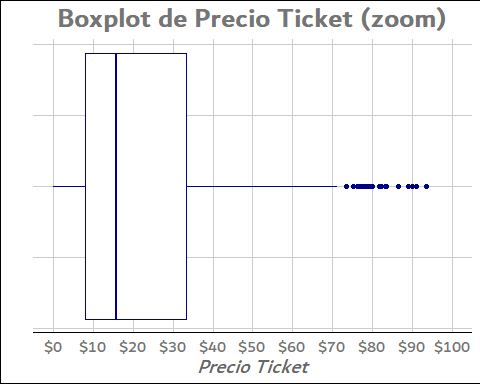 Boxplot de Precio Ticket (zoom)
$0 $10 $20 $30 $40 $50 $60 $70 $80 $90 $100
Precio Ticket